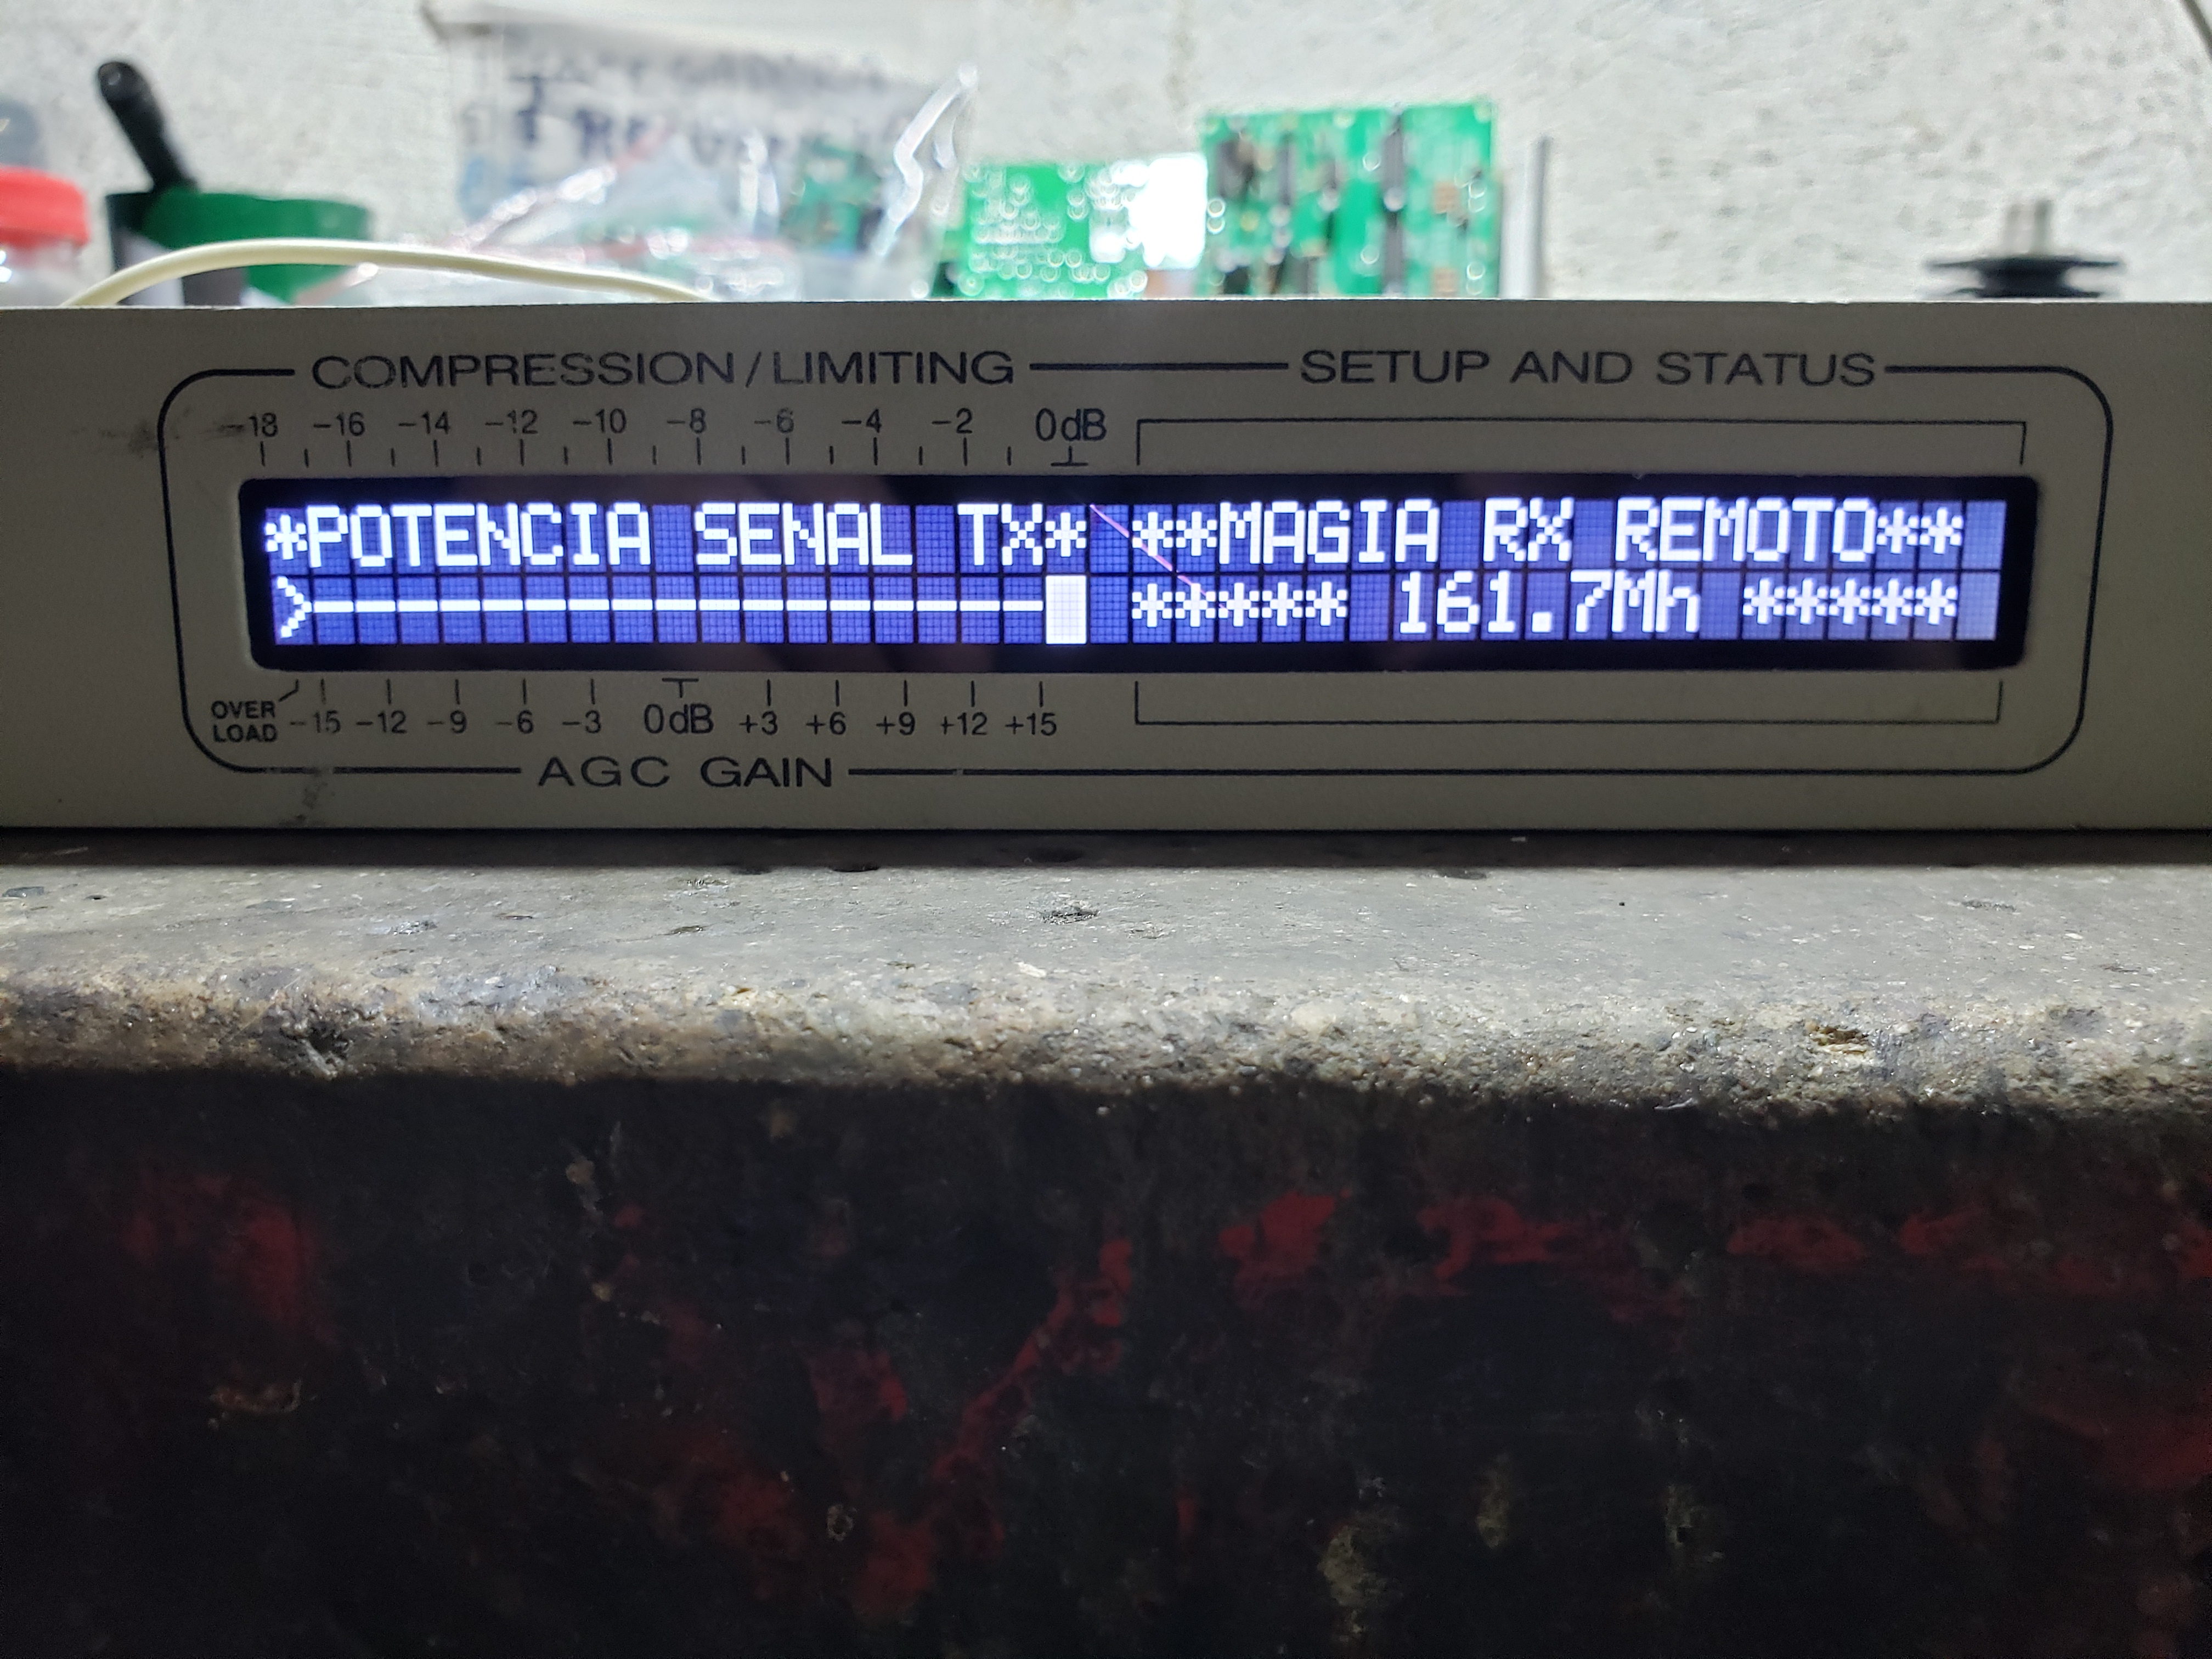 COMPRESSION/LIMITING
SETUP AND STATUS
-18 -16 -14 -12 -10 -8 -6 -4 -2 0dB
*POTENCIA SENAL TX* **MAGIA RX REMOTO**
***** 161.7Mh *****
OVER LOAD -15 -12 -9 -6 -3 0dB +3 +6 +9 +12 +15
AGC GAIN